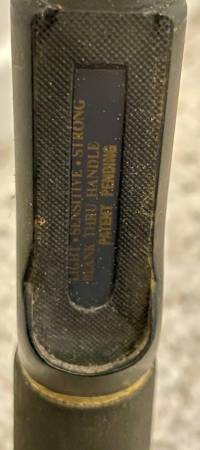 LIGHT • SENSITIVE • STRONG
BLANK THRU HANDLE
PATENT PENDING